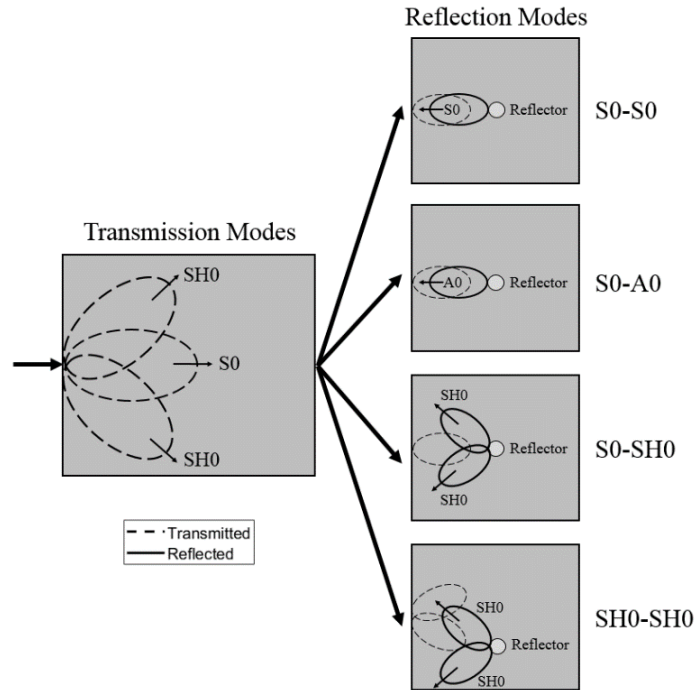 Reflection Modes
S0
Reflector
S0-S0
Transmission Modes
SH0
S0
SH0
A0
Reflector
S0-A0
SH0
Reflector
SH0
S0-SH0
Transmitted
Reflected
SH0
Reflector
SH0
SH0-SH0